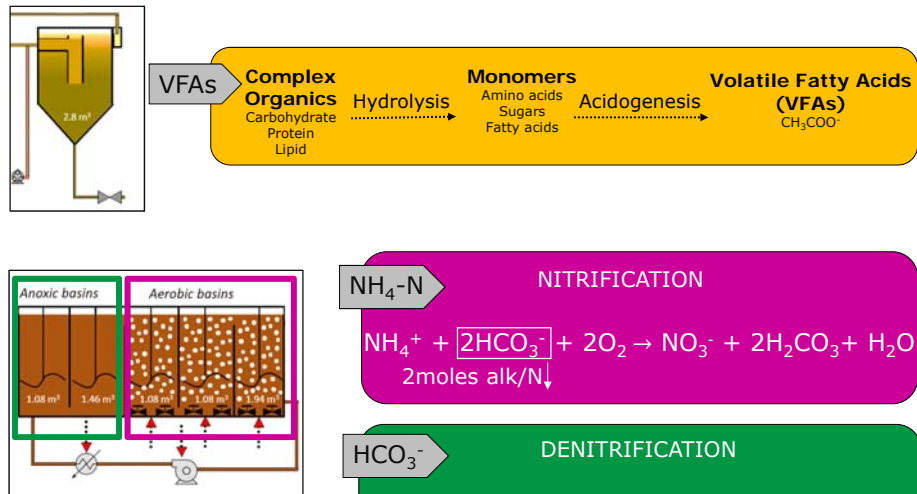 2.8 m³
VFAs
Complex Organics
Carbohydrate
Protein
Lipid
Hydrolysis
Monomers
Amino acids
Sugars
Fatty acids
Acidogenesis
Volatile Fatty Acids
(VFAs)
CH₃COO⁻
Anoxic basins
Aerobic basins
1.08 m³
1.46 m³
1.08 m³
1.08 m³
1.94 m³
NH₄-N
NITRIFICATION
NH₄⁺ + 2HCO₃⁻ + 2O₂ → NO₃⁻ + 2H₂CO₃+ H₂O
2moles alk/N↓
HCO₃⁻
DENITRIFICATION